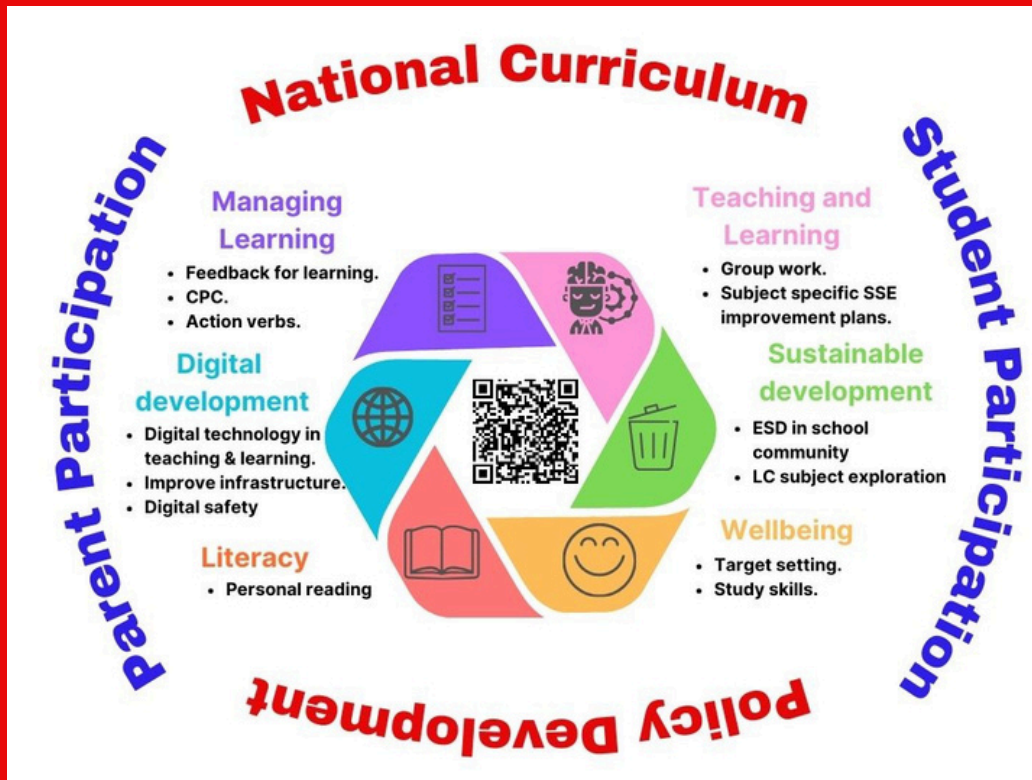 National Curriculum
Parent Participation
Student Participation
Managing
Learning
• Feedback for learning.
• CPC.
• Action verbs.
Teaching and
Learning
• Group work.
• Subject specific SSE
improvement plans.
Digital
development
• Digital technology in
teaching & learning.
• Improve infrastructure.
• Digital safety
Sustainable
development
• ESD in school
community
• LC subject exploration
Literacy
• Personal reading
Wellbeing
• Target setting.
• Study skills.
Policy Development